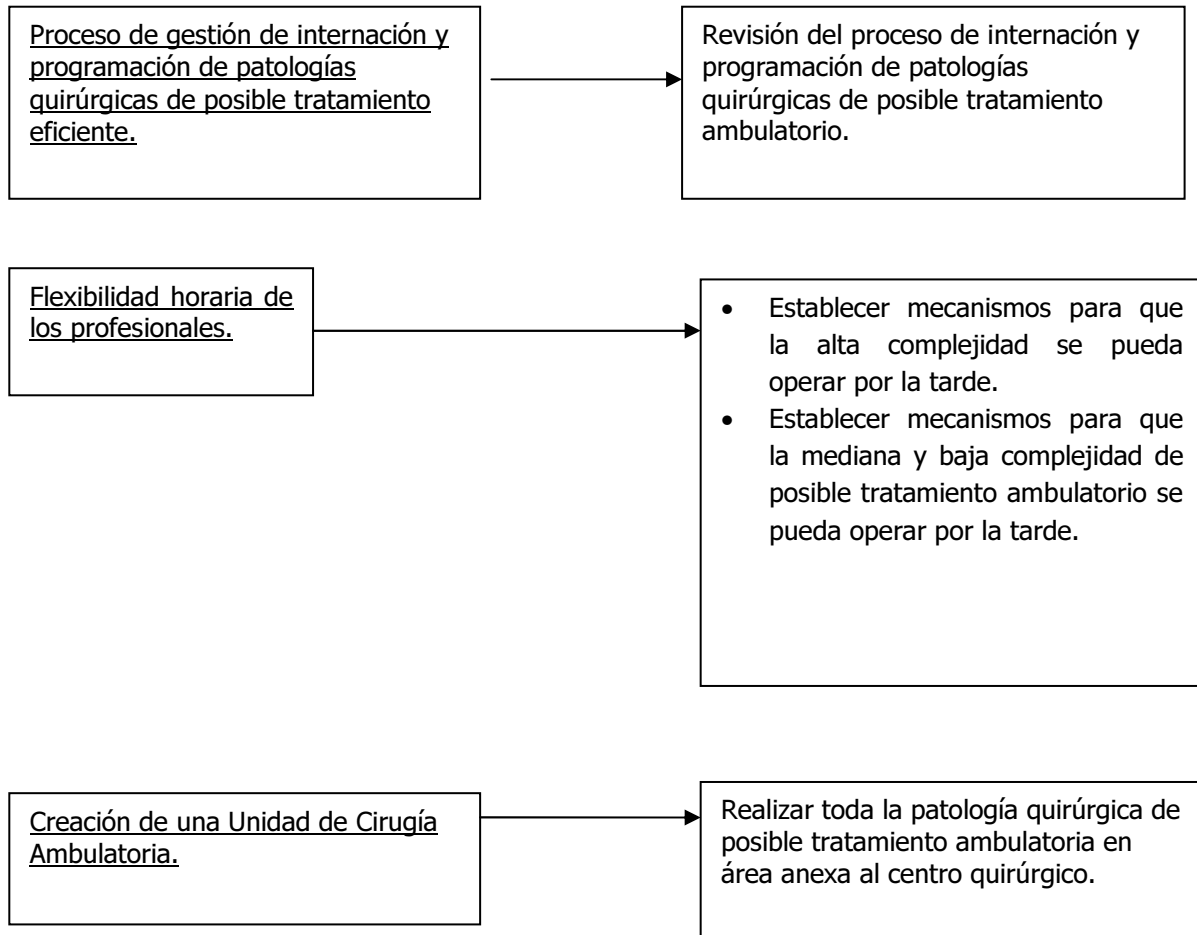 Proceso de gestión de internación y
programación de patologías
quirúrgicas de posible tratamiento
eficiente.
Revisión del proceso de internación y
programación de patologías
quirúrgicas de posible tratamiento
ambulatorio.
Flexibilidad horaria de
los profesionales.
• Establecer mecanismos para que
la alta complejidad se pueda
operar por la tarde.
• Establecer mecanismos para que
la mediana y baja complejidad de
posible tratamiento ambulatorio se
pueda operar por la tarde.
Creación de una Unidad de Cirugía
Ambulatoria.
Realizar toda la patología quirúrgica de
posible tratamiento ambulatoria en
área anexa al centro quirúrgico.